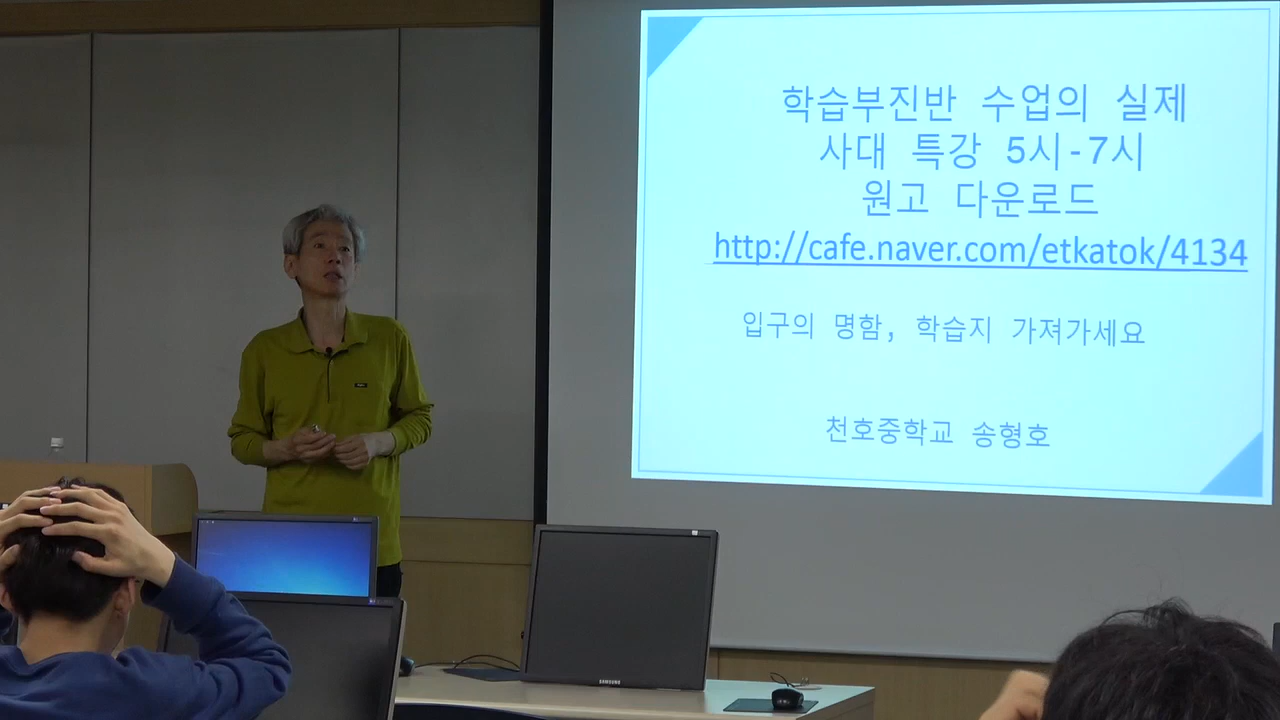 학습부진반 수업의 실제
사대 특강 5시-7시
원고 다운로드
http://cafe.naver.com/etkatok/4134
입구의 명함, 학습지 가져가세요
천호중학교 송형호
SAMSUNG